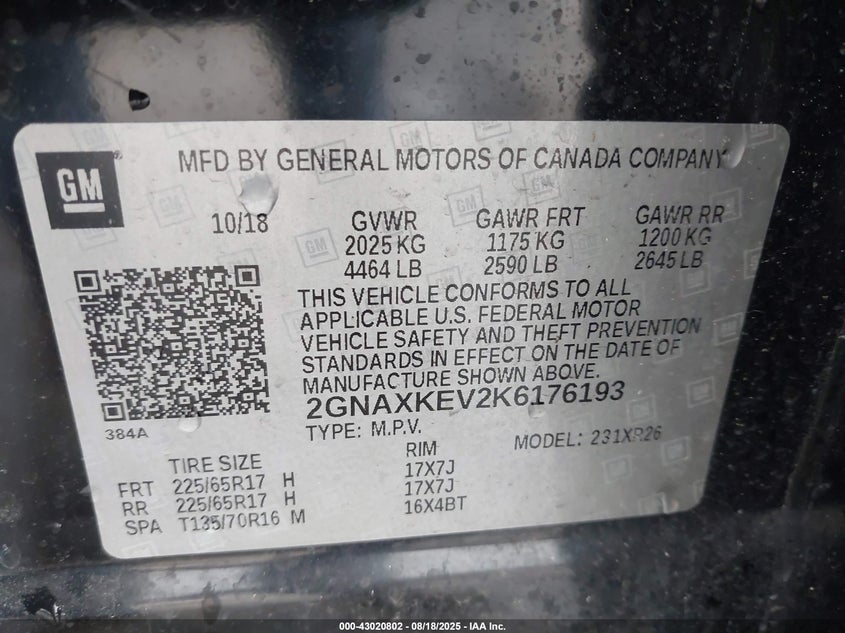 GM
MFD BY GENERAL MOTORS OF CANADA COMPANY
10/18 GVWR GAWR FRT GAWR RR
2025 KG 1175 KG 1200 KG
4464 LB 2590 LB 2645 LB
THIS VEHICLE CONFORMS TO ALL
APPLICABLE U.S. FEDERAL MOTOR
VEHICLE SAFETY AND THEFT PREVENTION
STANDARDS IN EFFECT ON THE DATE OF
MANUFACTURE SHOWN ABOVE.
2GNAXKEV2K6176193
384A
TYPE: M.P.V. MODEL: 231XR26
TIRE SIZE RIM
FRT 225/65R17 H 17X7J
RR 225/65R17 H 17X7J
SPA T135/70R16 M 16X4BT
000-43020802 - 08/18/2025 - IAA Inc.